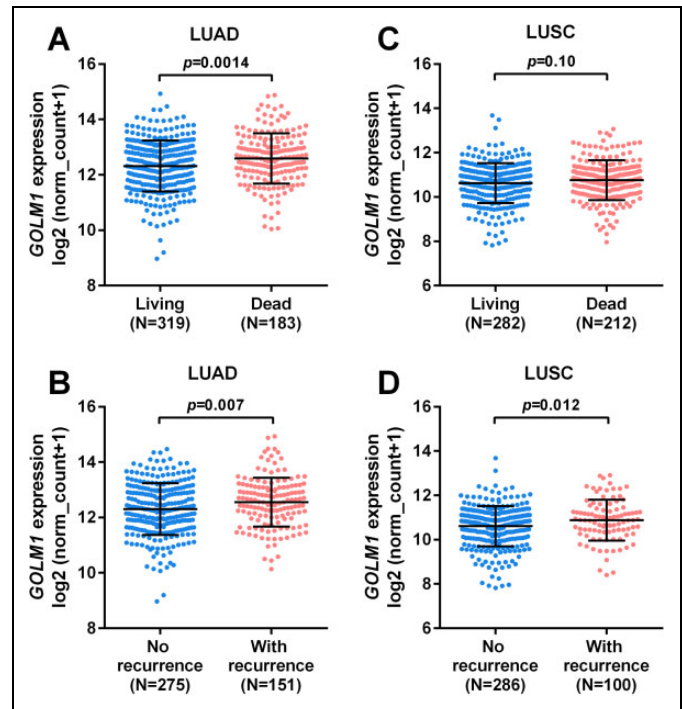 A
LUAD
p=0.0014
GOLM1 expression
log2 (norm_count+1)
16
14
12
10
8
Living
(N=319)
Dead
(N=183)
C
LUSC
p=0.10
GOLM1 expression
log2 (norm_count+1)
16
14
12
10
8
6
Living
(N=282)
Dead
(N=212)
B
LUAD
p=0.007
GOLM1 expression
log2 (norm_count+1)
16
14
12
10
8
No
recurrence
(N=275)
With
recurrence
(N=151)
D
LUSC
p=0.012
GOLM1 expression
log2 (norm_count+1)
16
14
12
10
8
6
No
recurrence
(N=286)
With
recurrence
(N=100)